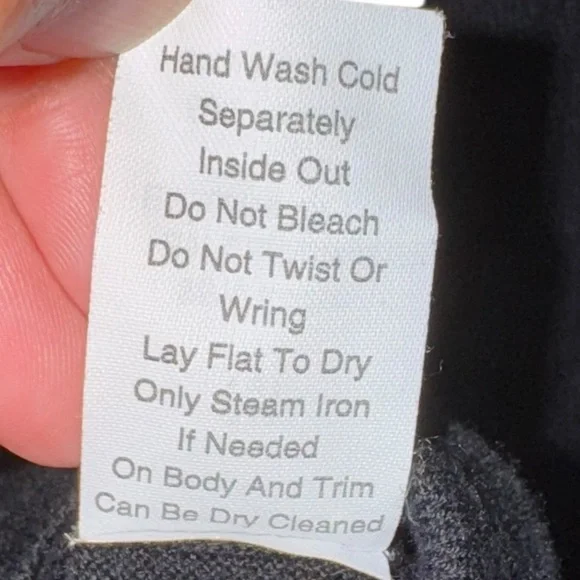 Hand Wash Cold
Separately
Inside Out
Do Not Bleach
Do Not Twist Or
Wring
Lay Flat To Dry
Only Steam Iron
If Needed
On Body And Trim
Can Be Dry Cleaned